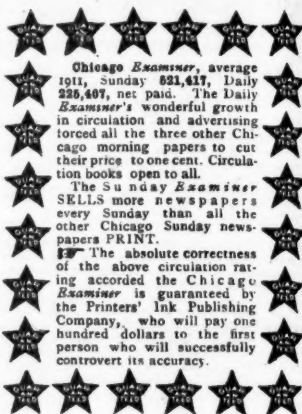 Chicago Examiner, average
1911, Sunday 521,417, Daily
225,407, net paid. The Daily
Examiner's wonderful growth
in circulation and advertising
forced all the three other Chi-
cago morning papers to cut
their price to one cent. Circula-
tion books open to all.
The Sunday Examiner
SELLS more newspapers
every Sunday than all the
other Chicago Sunday news-
papers PRINT.
☛ The absolute correctness
of the above circulation rat-
ing accorded the Chicago
Examiner is guaranteed by
the Printers' Ink Publishing
Company, who will pay one
hundred dollars to the first
person who will successfully
controvert its accuracy.
GUAR
AN
TEED